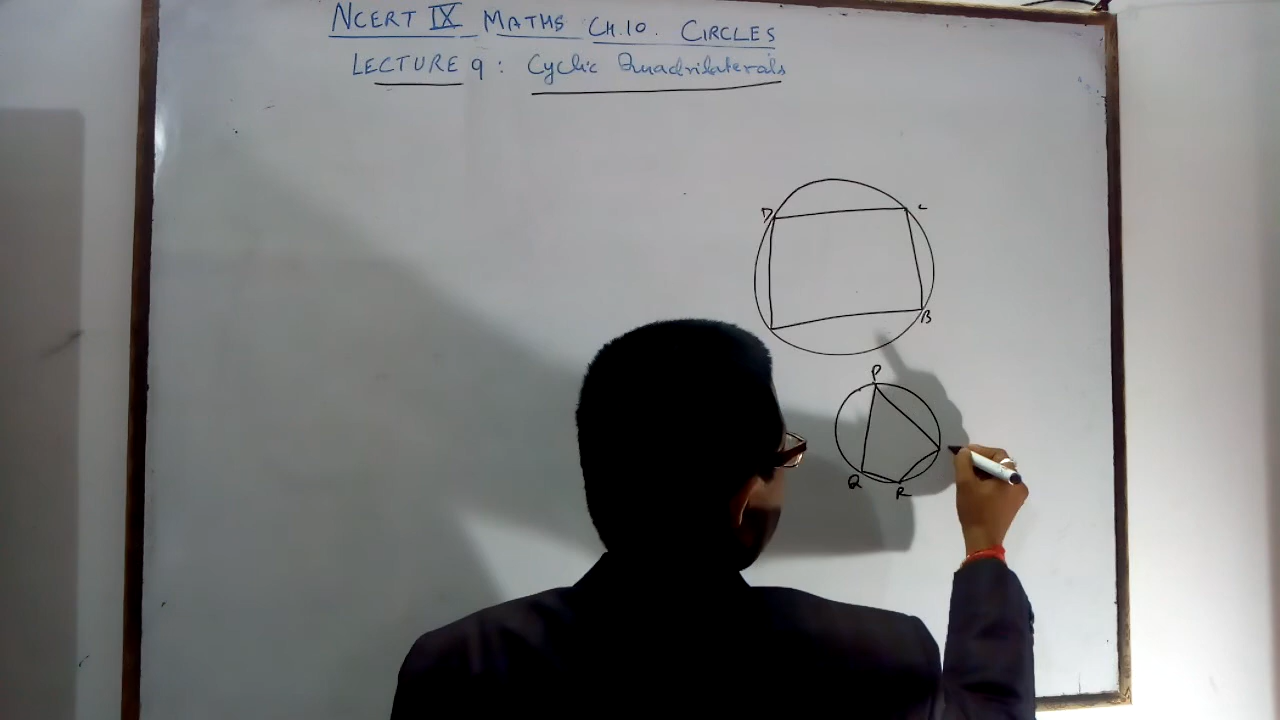 NCERT IX MATHS CH.10. CIRCLES
LECTURE 9: Cyclic Quadrilaterals
D C
B
P
Q R